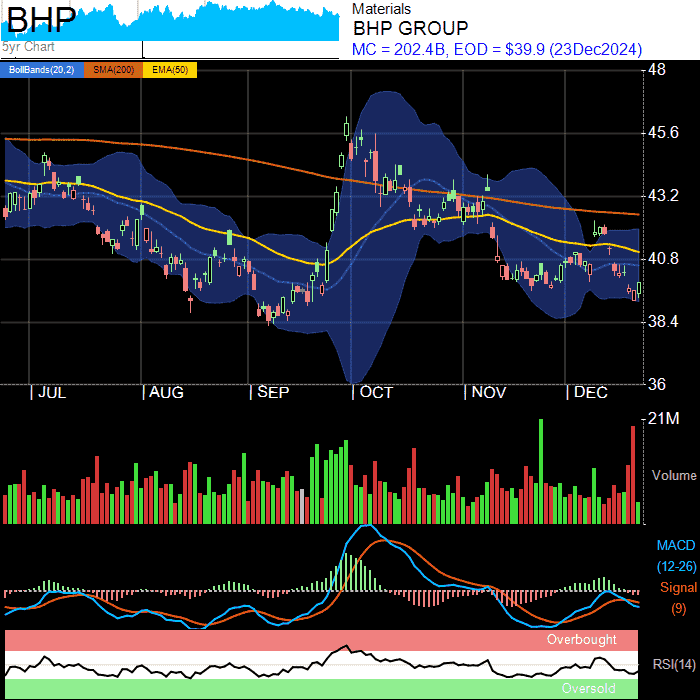 BHP
5yr Chart
Materials
BHP GROUP
MC = 202.4B, EOD = $39.9 (23Dec2024)
BollBands(20,2) SMA(200) EMA(50)
48
45.6
43.2
40.8
38.4
36
JUL AUG SEP OCT NOV DEC
21M
Volume
MACD
(12-26)
Signal
(9)
Overbought
RSI(14)
Oversold